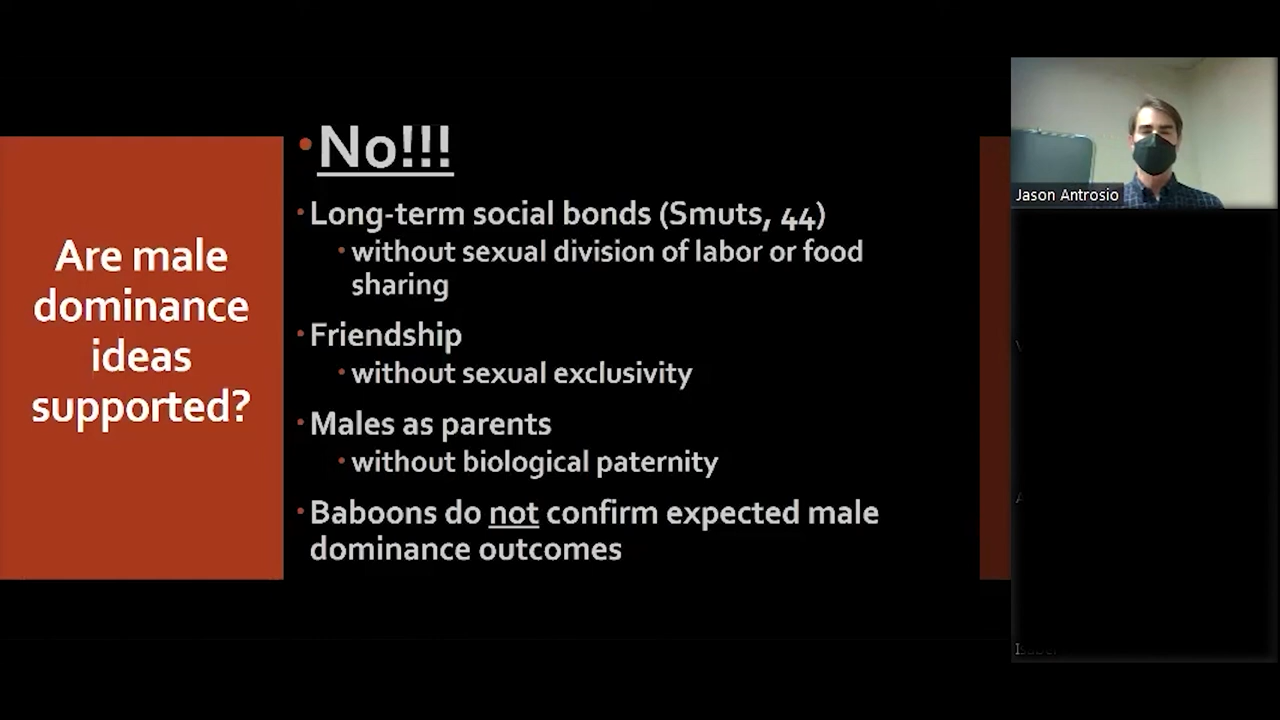 Are male
dominance
ideas
supported?
•No!!!
•Long-term social bonds (Smuts, 44)
•without sexual division of labor or food
sharing
•Friendship
•without sexual exclusivity
•Males as parents
•without biological paternity
•Baboons do not confirm expected male
dominance outcomes
Jason Antrosio